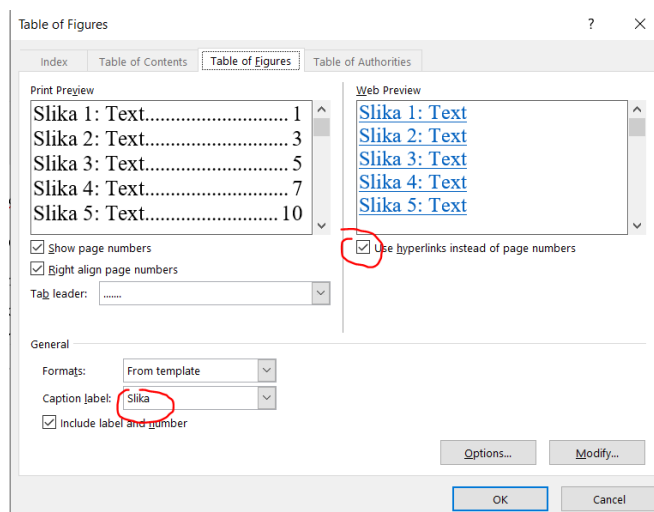 Table of Figures
? ×
Index Table of Contents Table of Figures Table of Authorities
Print Preview
Slika 1: Text............................. 1
Slika 2: Text............................. 3
Slika 3: Text............................. 5
Slika 4: Text............................. 7
Slika 5: Text........................... 10
Web Preview
Slika 1: Text
Slika 2: Text
Slika 3: Text
Slika 4: Text
Slika 5: Text
Show page numbers
Right align page numbers
Tab leader: .......
Use hyperlinks instead of page numbers
General
Formats: From template
Caption label: Slika
Include label and number
Options... Modify...
OK Cancel